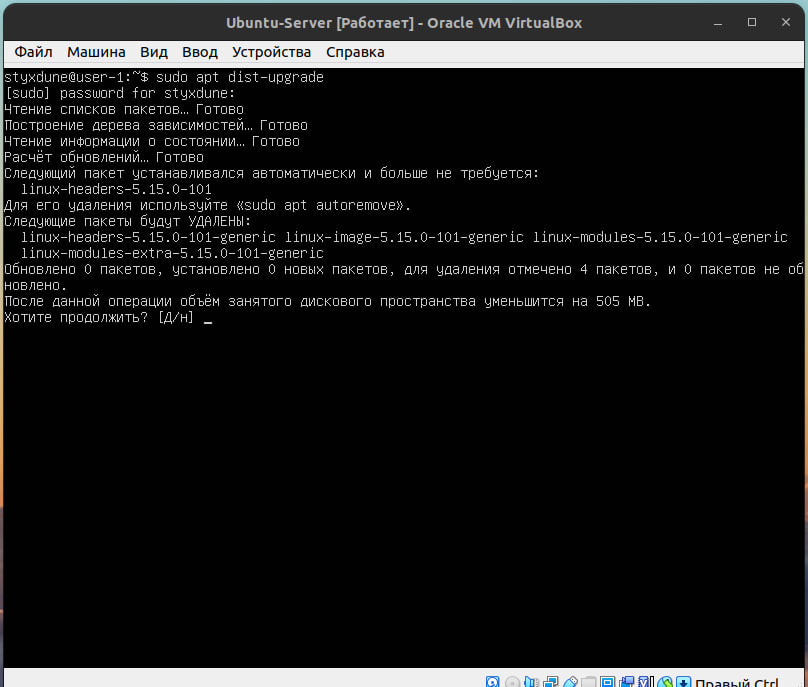 Ubuntu-Server [Работает] - Oracle VM VirtualBox
Файл Машина Вид Ввод Устройства Справка
styxdune@user-1:~$ sudo apt dist-upgrade
[sudo] password for styxdune:
Чтение списков пакетов… Готово
Построение дерева зависимостей… Готово
Чтение информации о состоянии… Готово
Расчёт обновлений… Готово
Следующий пакет устанавливался автоматически и больше не требуется:
linux-headers-5.15.0-101
Для его удаления используйте «sudo apt autoremove».
Следующие пакеты будут УДАЛЕНЫ:
linux-headers-5.15.0-101-generic linux-image-5.15.0-101-generic linux-modules-5.15.0-101-generic
linux-modules-extra-5.15.0-101-generic
Обновлено 0 пакетов, установлено 0 новых пакетов, для удаления отмечено 4 пакетов, и 0 пакетов не об
новлено.
После данной операции объём занятого дискового пространства уменьшится на 505 MB.
Хотите продолжить? [Д/н] _
Правый Ctrl